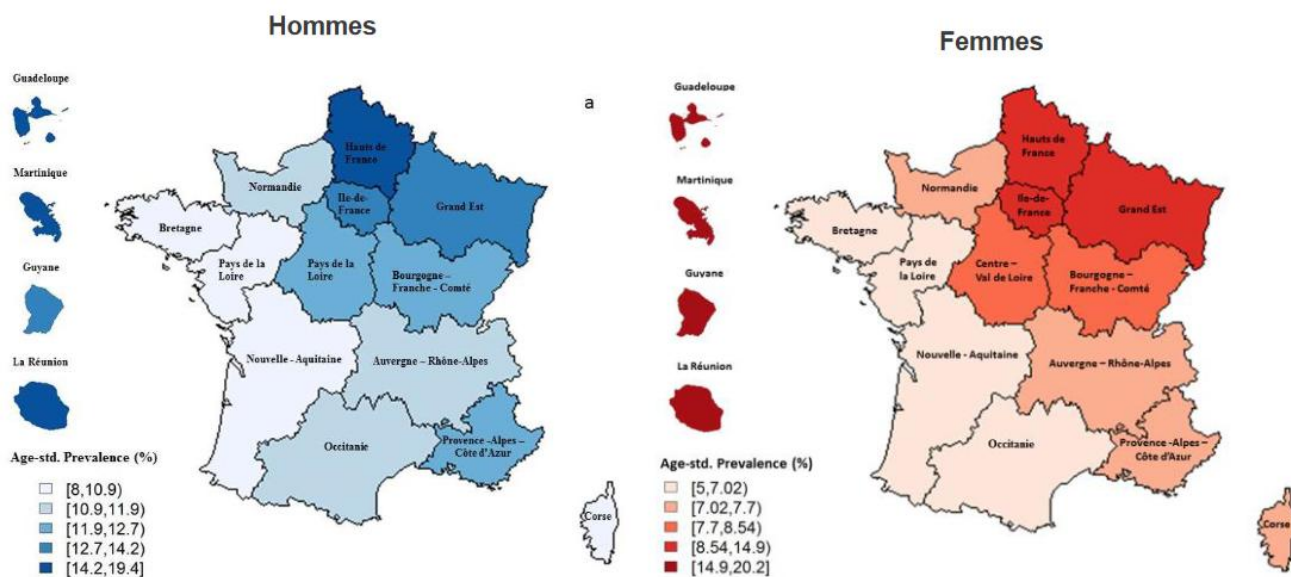 Hommes
Guadeloupe
Martinique
Guyane
La Réunion
Hauts de
France
Normandie
Ile-de-
France
Grand Est
Bretagne
Pays de la
Loire
Pays de la
Loire
Bourgogne –
Franche - Comté
Nouvelle - Aquitaine
Auvergne – Rhône-Alpes
Occitanie
Provence -Alpes –
Côte d'Azur
Corse
Age-std. Prevalence (%)
[8,10.9)
[10.9,11.9)
[11.9,12.7)
[12.7,14.2)
[14.2,19.4]
a
Femmes
Guadeloupe
Martinique
Guyane
La Réunion
Hauts de
France
Normandie
Ile-de-
France
Grand Est
Bretagne
Pays de
la Loire
Centre –
Val de Loire
Bourgogne –
Franche - Comté
Nouvelle - Aquitaine
Auvergne – Rhône-Alpes
Occitanie
Provence -Alpes –
Côte d'Azur
Corse
Age-std. Prevalence (%)
[5,7.02)
[7.02,7.7)
[7.7,8.54)
[8.54,14.9)
[14.9,20.2]